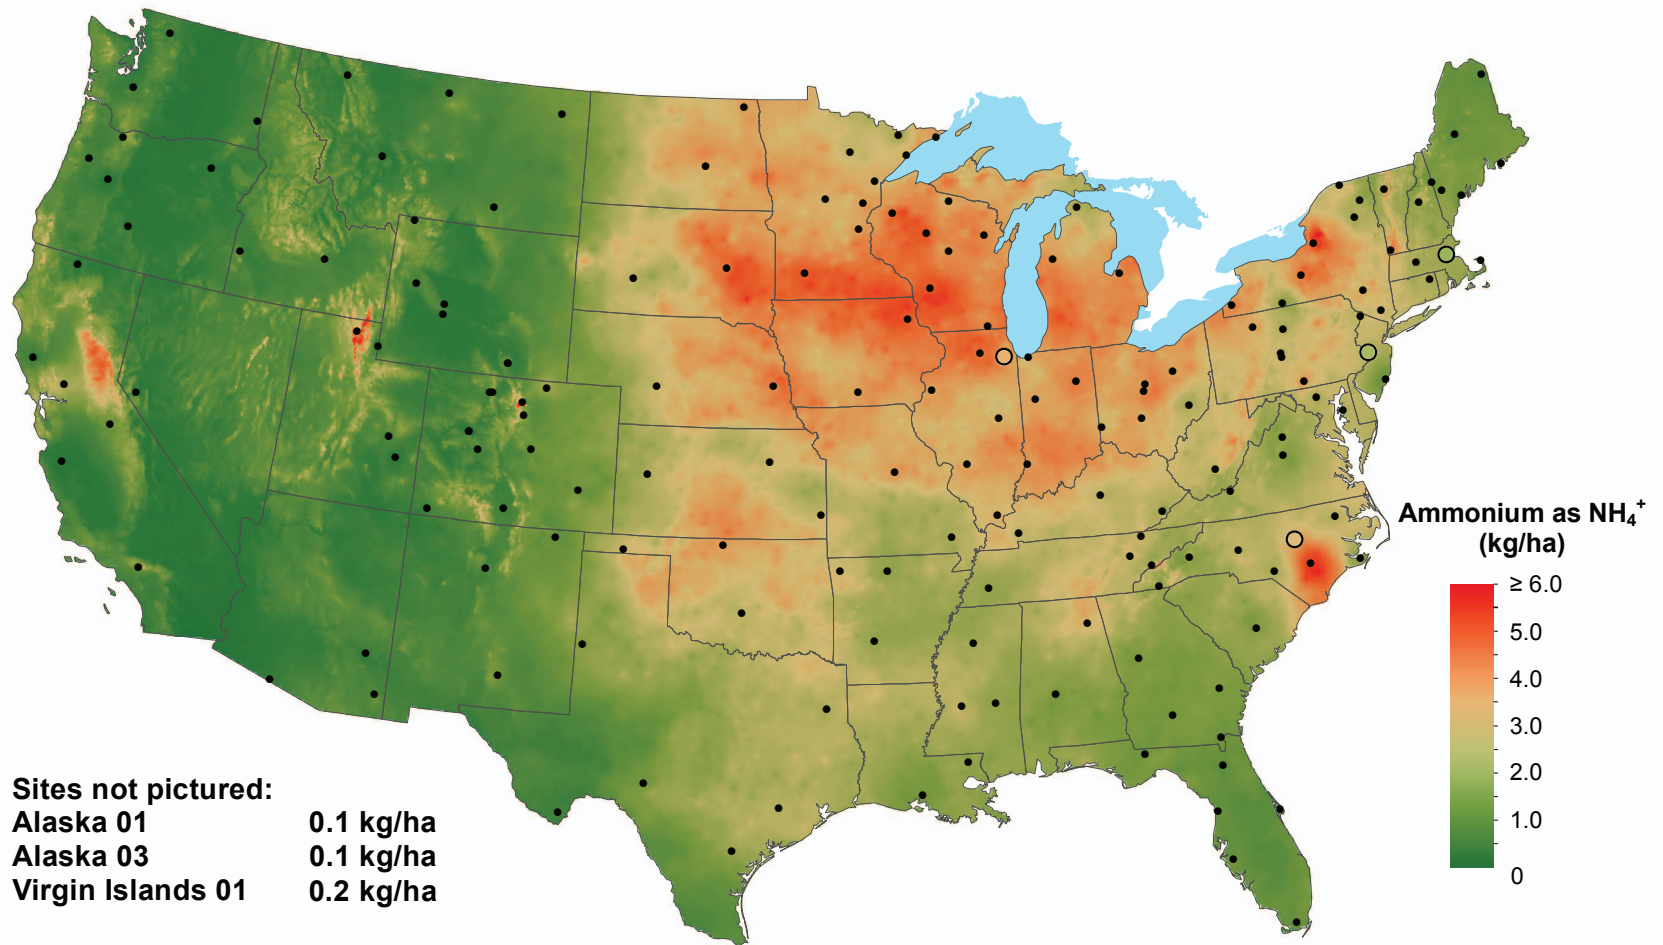 Ammonium as NH₄⁺
(kg/ha)
≥ 6.0
5.0
4.0
3.0
2.0
1.0
0
Sites not pictured:
Alaska 01 0.1 kg/ha
Alaska 03 0.1 kg/ha
Virgin Islands 01 0.2 kg/ha